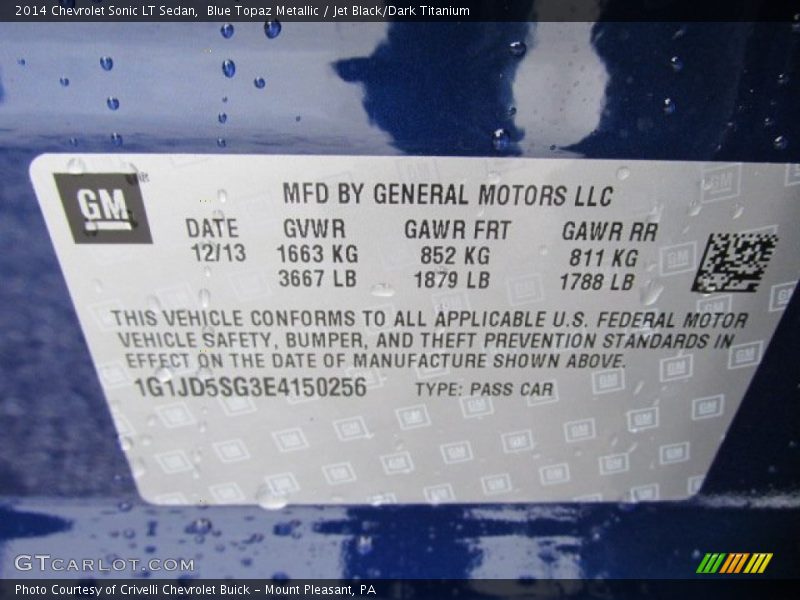 2014 Chevrolet Sonic LT Sedan, Blue Topaz Metallic / Jet Black/Dark Titanium
GM
MFD BY GENERAL MOTORS LLC
DATE GVWR GAWR FRT GAWR RR
12/13 1663 KG 852 KG 811 KG
3667 LB 1879 LB 1788 LB
THIS VEHICLE CONFORMS TO ALL APPLICABLE U.S. FEDERAL MOTOR
VEHICLE SAFETY, BUMPER, AND THEFT PREVENTION STANDARDS IN
EFFECT ON THE DATE OF MANUFACTURE SHOWN ABOVE.
1G1JD5SG3E4150256 TYPE: PASS CAR
GTCARLOT.COM
Photo Courtesy of Crivelli Chevrolet Buick - Mount Pleasant, PA